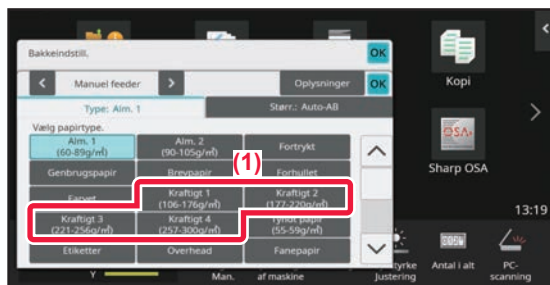 Bakkeindstill.
OK
Manuel feeder
Oplysninger
OK
Kopi
Type: Alm. 1
Størr.: Auto-AB
Vælg papirtype.
Alm. 1
(60-89g/㎡)
Alm. 2
(90-105g/㎡)
Fortrykt
(1)
OSA
Genbrugspapir
Brevpapir
Forhullet
Sharp OSA
Farvet
Kraftigt 1
(106-176g/㎡)
Kraftigt 2
(177-220g/㎡)
Kraftigt 3
(221-256g/㎡)
Kraftigt 4
(257-300g/㎡)
Tyndt papir
(55-59g/㎡)
13:19
Etiketter
Overhead
Fanepapir
Y
Man.
af maskine
Justering
Antal i alt
PC-
scanning